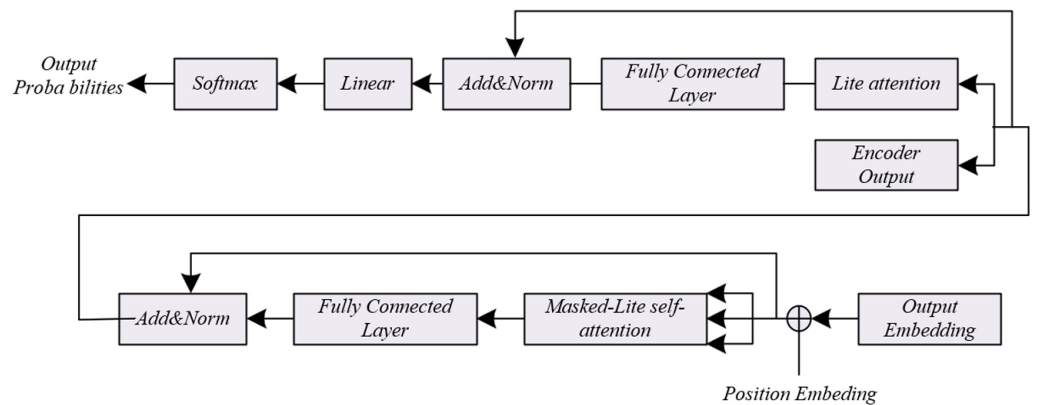 Output
Proba bilities
Softmax
Linear
Add&Norm
Fully Connected
Layer
Lite attention
Encoder
Output
Add&Norm
Fully Connected
Layer
Masked-Lite self-
attention
Output
Embedding
Position Embeding